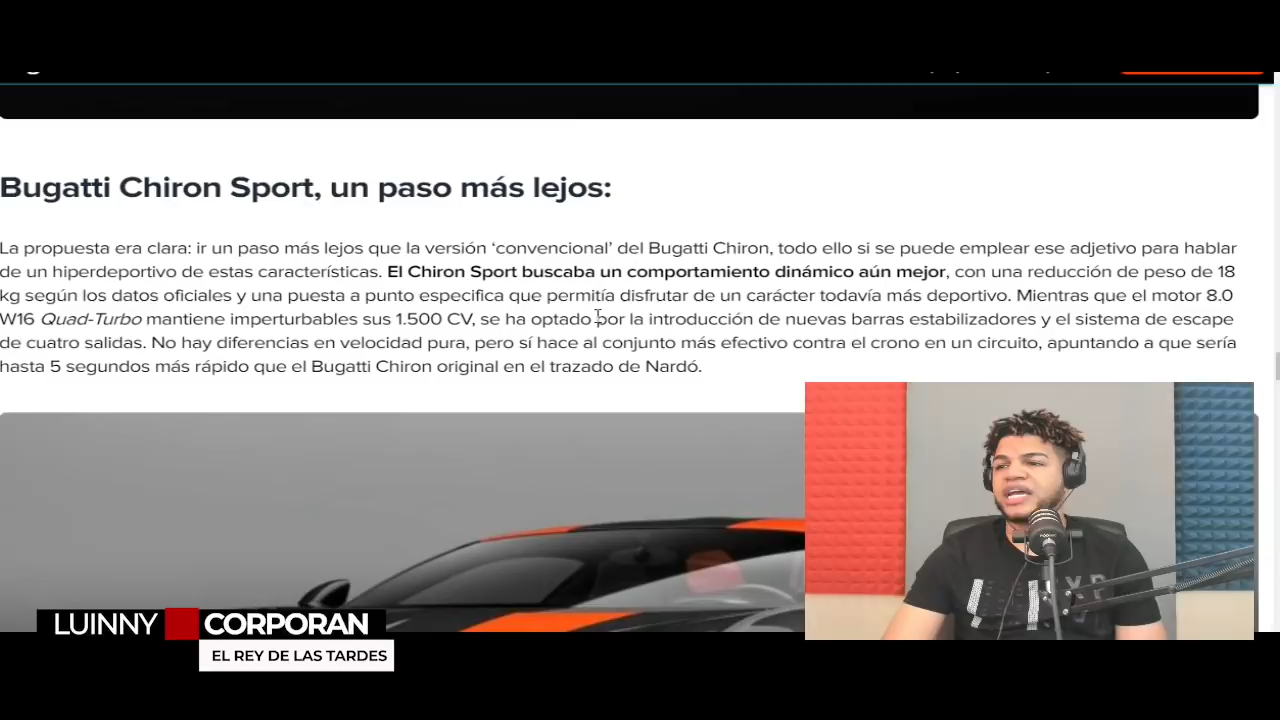 Bugatti Chiron Sport, un paso más lejos:
La propuesta era clara: ir un paso más lejos que la versión ‘convencional’ del Bugatti Chiron, todo ello si se puede emplear ese adjetivo para hablar
de un hiperdeportivo de estas características. El Chiron Sport buscaba un comportamiento dinámico aún mejor, con una reducción de peso de 18
kg según los datos oficiales y una puesta a punto especifica que permitía disfrutar de un carácter todavía más deportivo. Mientras que el motor 8.0
W16 Quad-Turbo mantiene imperturbables sus 1.500 CV, se ha optado por la introducción de nuevas barras estabilizadores y el sistema de escape
de cuatro salidas. No hay diferencias en velocidad pura, pero sí hace al conjunto más efectivo contra el crono en un circuito, apuntando a que sería
hasta 5 segundos más rápido que el Bugatti Chiron original en el trazado de Nardó.
LUINNY CORPORAN
EL REY DE LAS TARDES